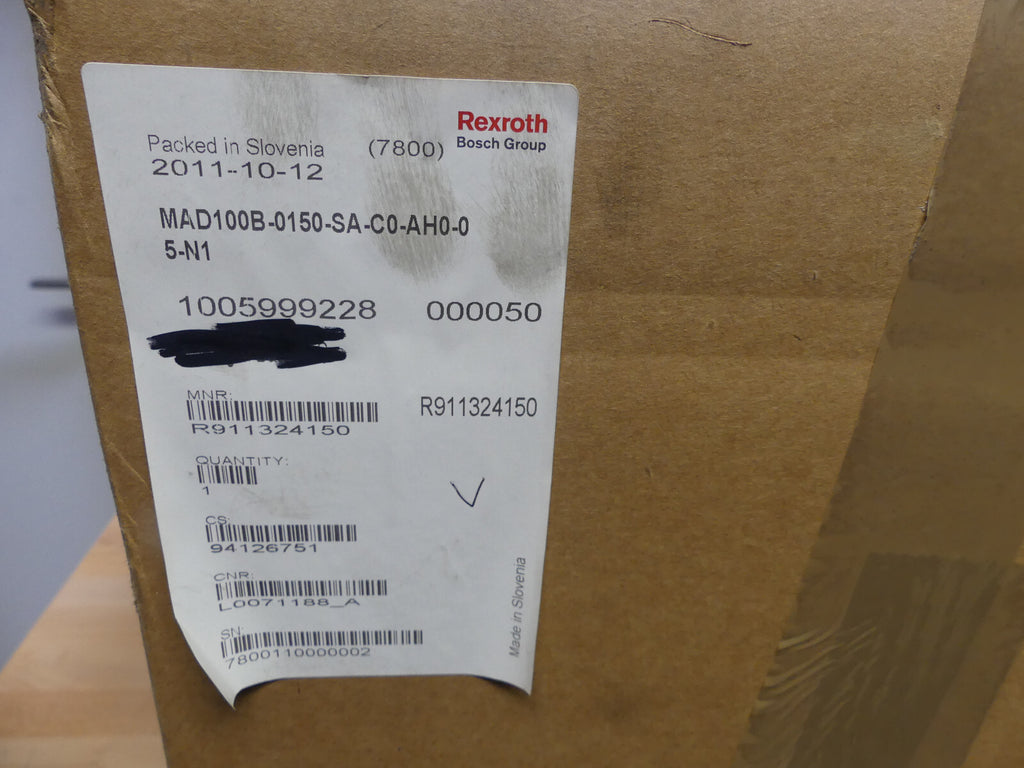 Rexroth
Bosch Group
Packed in Slovenia (7800)
2011-10-12
MAD100B-0150-SA-C0-AH0-0
5-N1
1005999228 000050
MNR:
R911324150 R911324150
QUANTITY:
1
CS:
94126751
CNR:
L0071188_A
SN:
7800110000002
Made in Slovenia